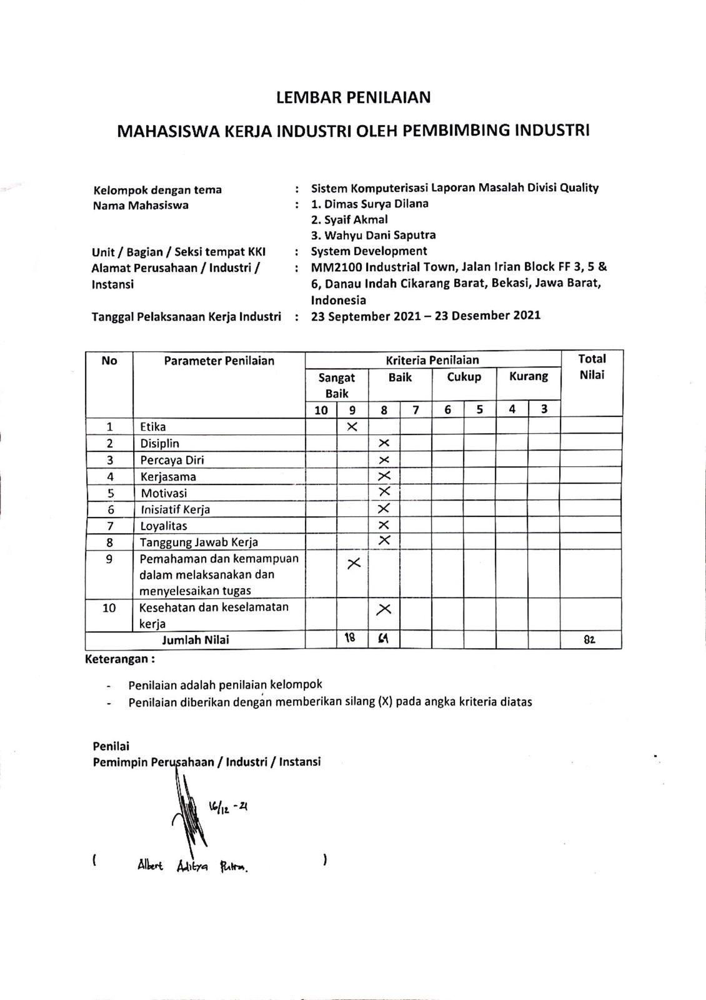 LEMBAR PENILAIAN
MAHASISWA KERJA INDUSTRI OLEH PEMBIMBING INDUSTRI
Kelompok dengan tema : Sistem Komputerisasi Laporan Masalah Divisi Quality
Nama Mahasiswa : 1. Dimas Surya Dilana
2. Syaif Akmal
3. Wahyu Dani Saputra
Unit / Bagian / Seksi tempat KKI : System Development
Alamat Perusahaan / Industri / : MM2100 Industrial Town, Jalan Irian Block FF 3, 5 &
Instansi 6, Danau Indah Cikarang Barat, Bekasi, Jawa Barat,
Indonesia
Tanggal Pelaksanaan Kerja Industri : 23 September 2021 – 23 Desember 2021
No Parameter Penilaian Kriteria Penilaian Total
Nilai
Sangat Baik Cukup Kurang
Baik
10 9 8 7 6 5 4 3
1 Etika X
2 Disiplin X
3 Percaya Diri X
4 Kerjasama X
5 Motivasi X
6 Inisiatif Kerja X
7 Loyalitas X
8 Tanggung Jawab Kerja X
9 Pemahaman dan kemampuan X
dalam melaksanakan dan
menyelesaikan tugas
10 Kesehatan dan keselamatan X
kerja
Jumlah Nilai 18 64 82
Keterangan :
- Penilaian adalah penilaian kelompok
- Penilaian diberikan dengan memberikan silang (X) pada angka kriteria diatas
Penilai
Pemimpin Perusahaan / Industri / Instansi
16/12 - 21
( Albert Aditya Putra. )